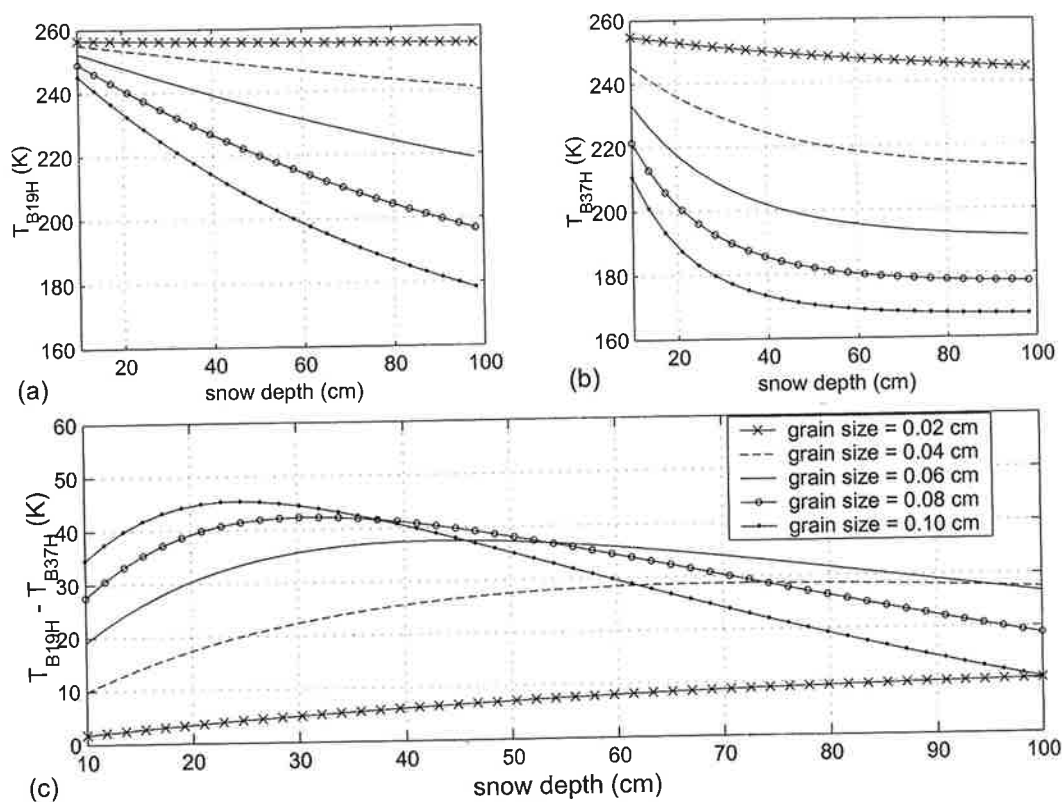 260
240
220
200
180
160
T_B19H (K)
20 40 60 80 100
snow depth (cm)
(a)
260
240
220
200
180
160
T_B37H (K)
20 40 60 80 100
snow depth (cm)
(b)
60
50
40
30
20
10
0
T_B19H - T_B37H (K)
10 20 30 40 50 60 70 80 90 100
snow depth (cm)
(c)
grain size = 0.02 cm
grain size = 0.04 cm
grain size = 0.06 cm
grain size = 0.08 cm
grain size = 0.10 cm